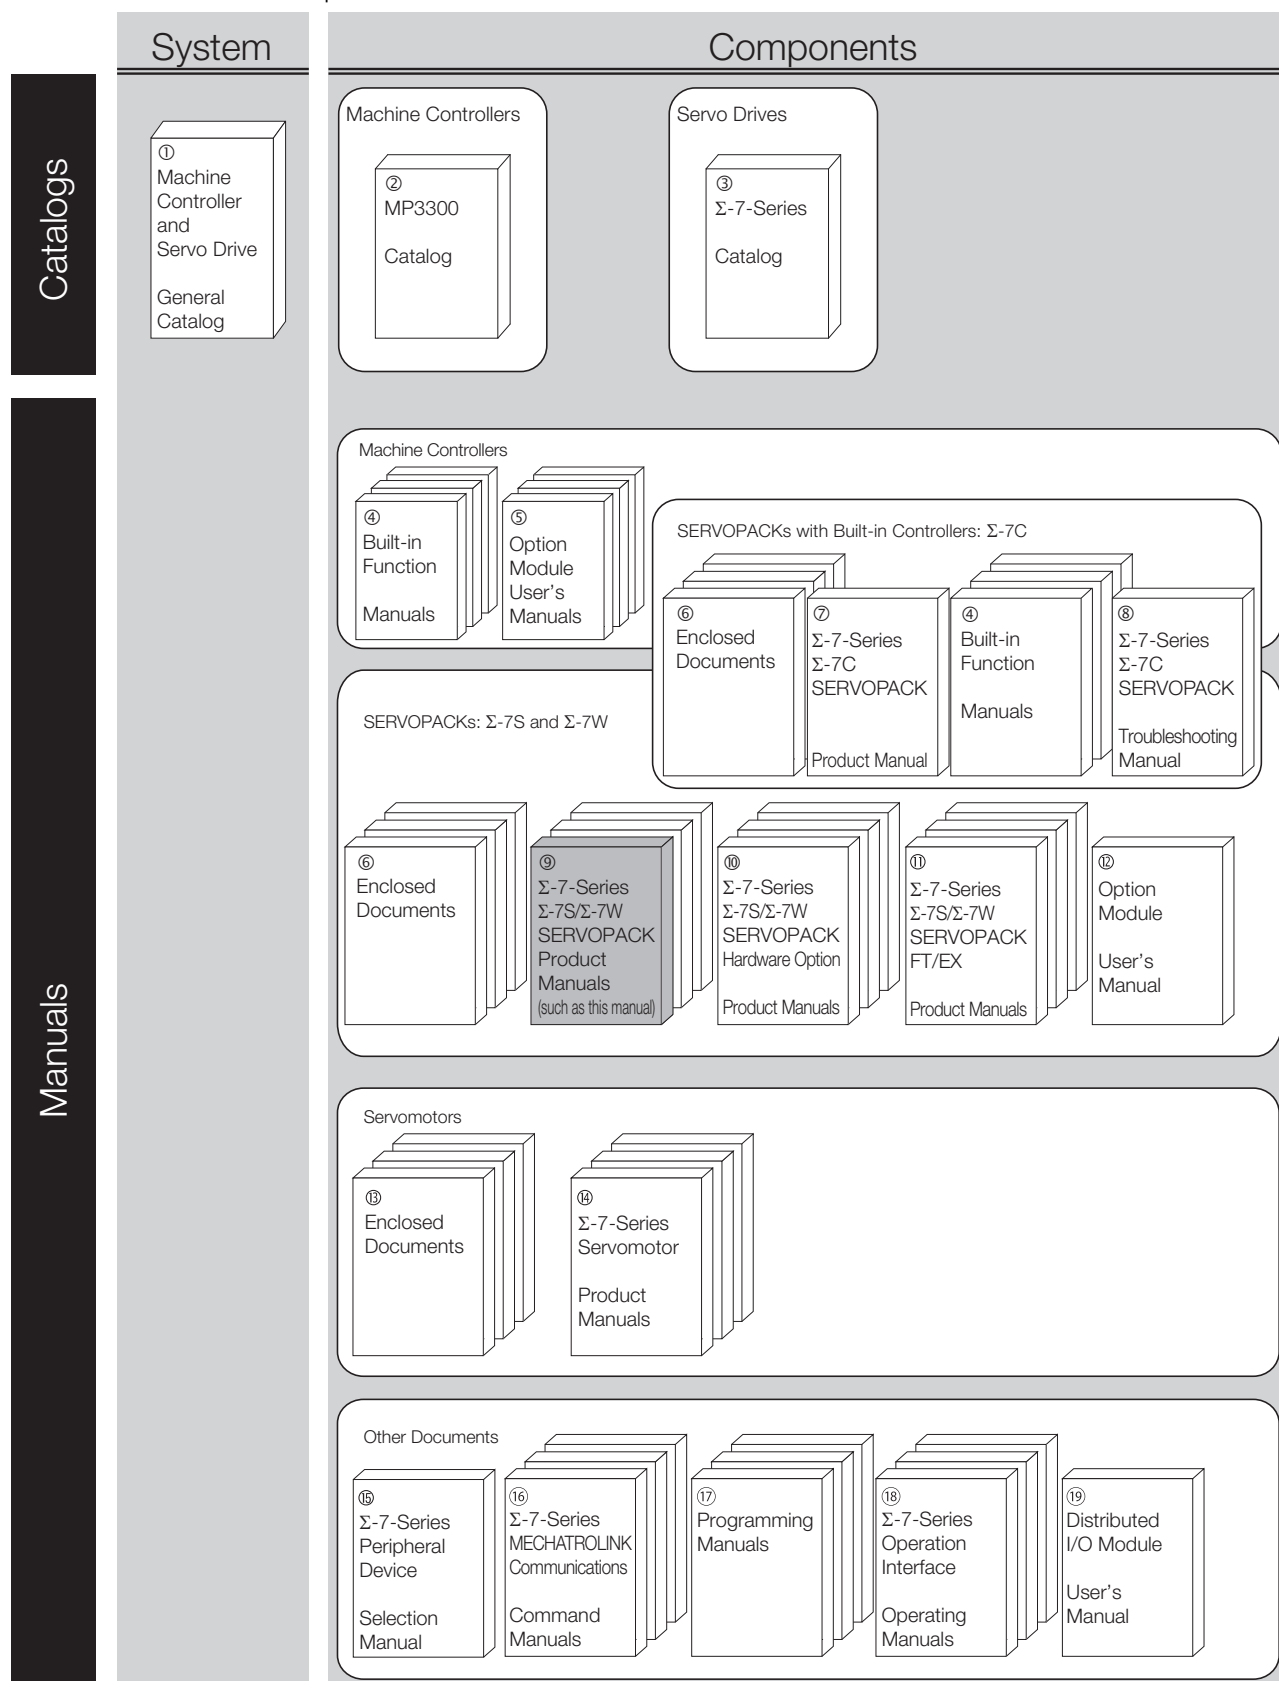 System
Components
Catalogs
Manuals
①
Machine
Controller
and
Servo Drive
General
Catalog
Machine Controllers
②
MP3300
Catalog
Servo Drives
③
Σ-7-Series
Catalog
Machine Controllers
④
Built-in
Function
Manuals
⑤
Option
Module
User's
Manuals
SERVOPACKs with Built-in Controllers: Σ-7C
⑥
Enclosed
Documents
⑦
Σ-7-Series
Σ-7C
SERVOPACK
Product Manual
④
Built-in
Function
Manuals
⑧
Σ-7-Series
Σ-7C
SERVOPACK
Troubleshooting
Manual
SERVOPACKs: Σ-7S and Σ-7W
⑥
Enclosed
Documents
⑨
Σ-7-Series
Σ-7S/Σ-7W
SERVOPACK
Product
Manuals
(such as this manual)
⑩
Σ-7-Series
Σ-7S/Σ-7W
SERVOPACK
Hardware Option
Product Manuals
⑪
Σ-7-Series
Σ-7S/Σ-7W
SERVOPACK
FT/EX
Product Manuals
⑫
Option
Module
User's
Manual
Servomotors
⑬
Enclosed
Documents
⑭
Σ-7-Series
Servomotor
Product
Manuals
Other Documents
⑮
Σ-7-Series
Peripheral
Device
Selection
Manual
⑯
Σ-7-Series
MECHATROLINK
Communications
Command
Manuals
⑰
Programming
Manuals
⑱
Σ-7-Series
Operation
Interface
Operating
Manuals
⑲
Distributed
I/O Module
User's
Manual